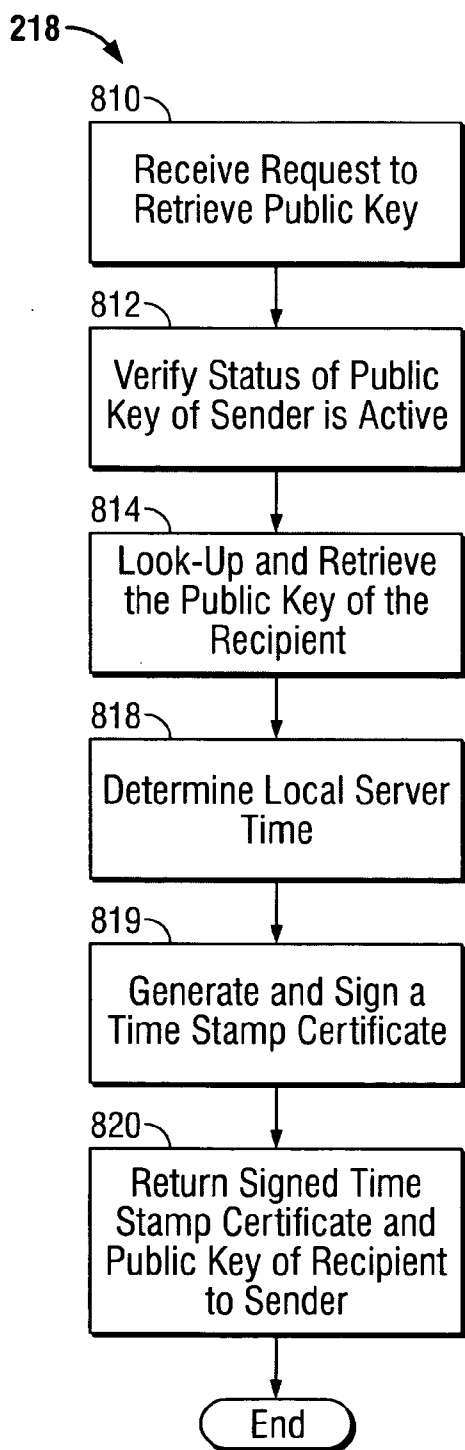 218
810
Receive Request to
Retrieve Public Key
812
Verify Status of Public
Key of Sender is Active
814
Look-Up and Retrieve
the Public Key of the
Recipient
818
Determine Local Server
Time
819
Generate and Sign a
Time Stamp Certificate
820
Return Signed Time
Stamp Certificate and
Public Key of Recipient
to Sender
End